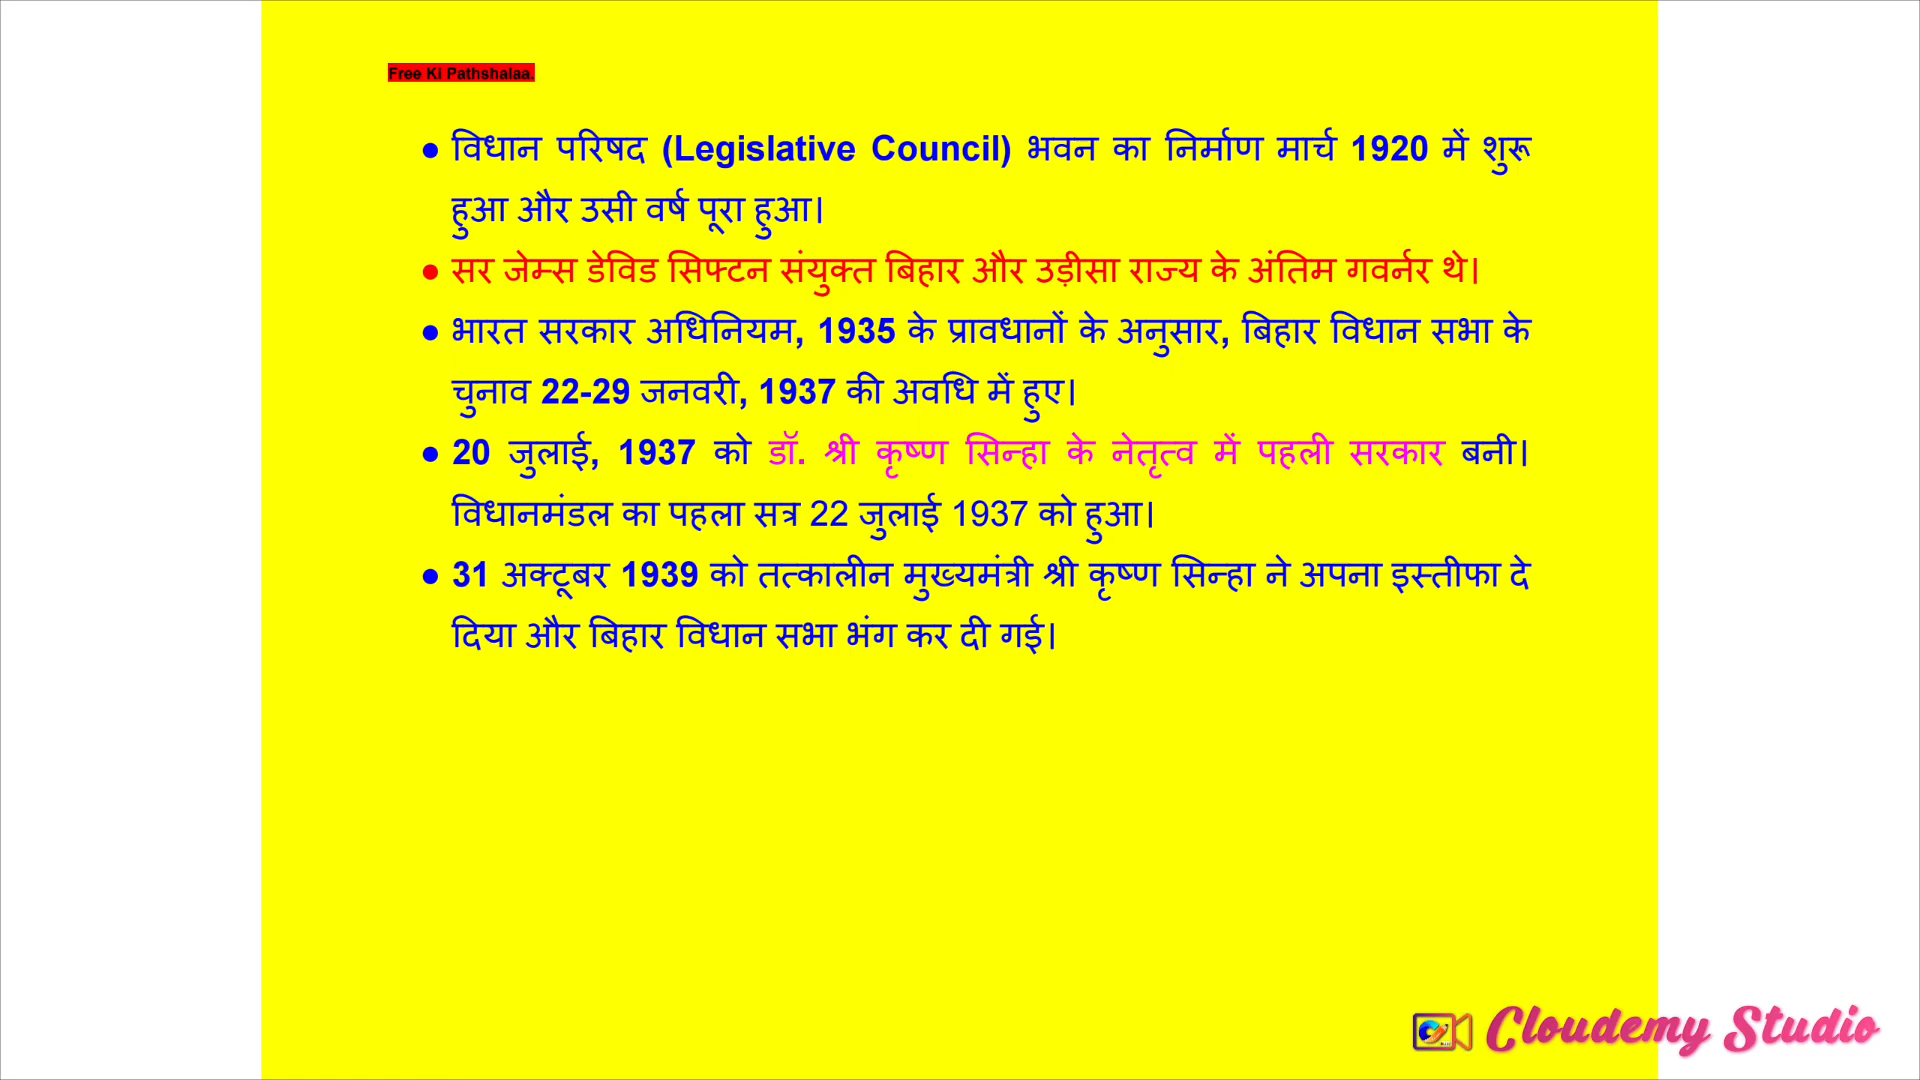 Free Ki Pathshalaa.
● विधान परिषद (Legislative Council) भवन का निर्माण मार्च 1920 में शुरू
हुआ और उसी वर्ष पूरा हुआ।
● सर जेम्स डेविड सिफ्टन संयुक्त बिहार और उड़ीसा राज्य के अंतिम गवर्नर थे।
● भारत सरकार अधिनियम, 1935 के प्रावधानों के अनुसार, बिहार विधान सभा के
चुनाव 22-29 जनवरी, 1937 की अवधि में हुए।
● 20 जुलाई, 1937 को डॉ. श्री कृष्ण सिन्हा के नेतृत्व में पहली सरकार बनी।
विधानमंडल का पहला सत्र 22 जुलाई 1937 को हुआ।
● 31 अक्टूबर 1939 को तत्कालीन मुख्यमंत्री श्री कृष्ण सिन्हा ने अपना इस्तीफा दे
दिया और बिहार विधान सभा भंग कर दी गई।
Cloudemy Studio